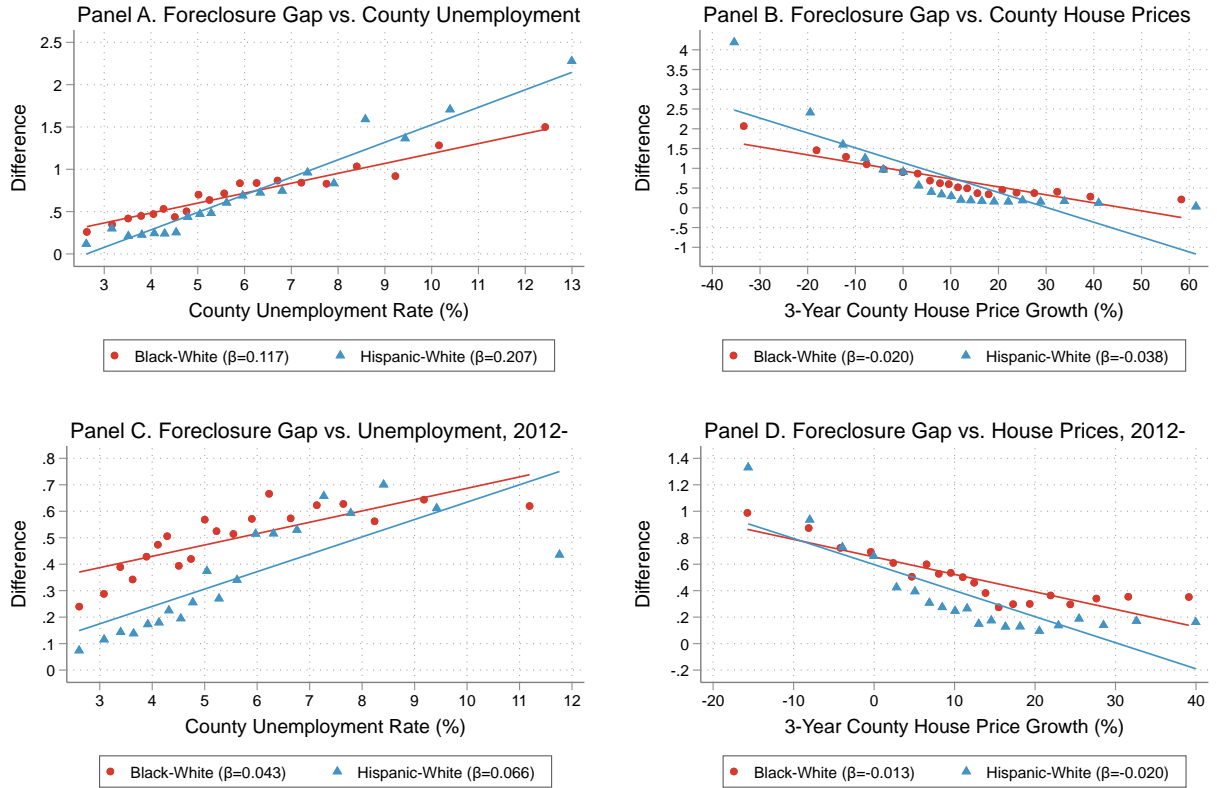 Panel A. Foreclosure Gap vs. County Unemployment
Difference
2.5
2
1.5
1
.5
0
3 4 5 6 7 8 9 10 11 12 13
County Unemployment Rate (%)
Black-White (β=0.117) Hispanic-White (β=0.207)
Panel B. Foreclosure Gap vs. County House Prices
Difference
4
3.5
3
2.5
2
1.5
1
.5
0
-.5
-1
-40 -30 -20 -10 0 10 20 30 40 50 60
3-Year County House Price Growth (%)
Black-White (β=-0.020) Hispanic-White (β=-0.038)
Panel C. Foreclosure Gap vs. Unemployment, 2012-
Difference
.8
.7
.6
.5
.4
.3
.2
.1
0
3 4 5 6 7 8 9 10 11 12
County Unemployment Rate (%)
Black-White (β=0.043) Hispanic-White (β=0.066)
Panel D. Foreclosure Gap vs. House Prices, 2012-
Difference
1.4
1.2
1
.8
.6
.4
.2
0
-.2
-20 -10 0 10 20 30 40
3-Year County House Price Growth (%)
Black-White (β=-0.013) Hispanic-White (β=-0.020)